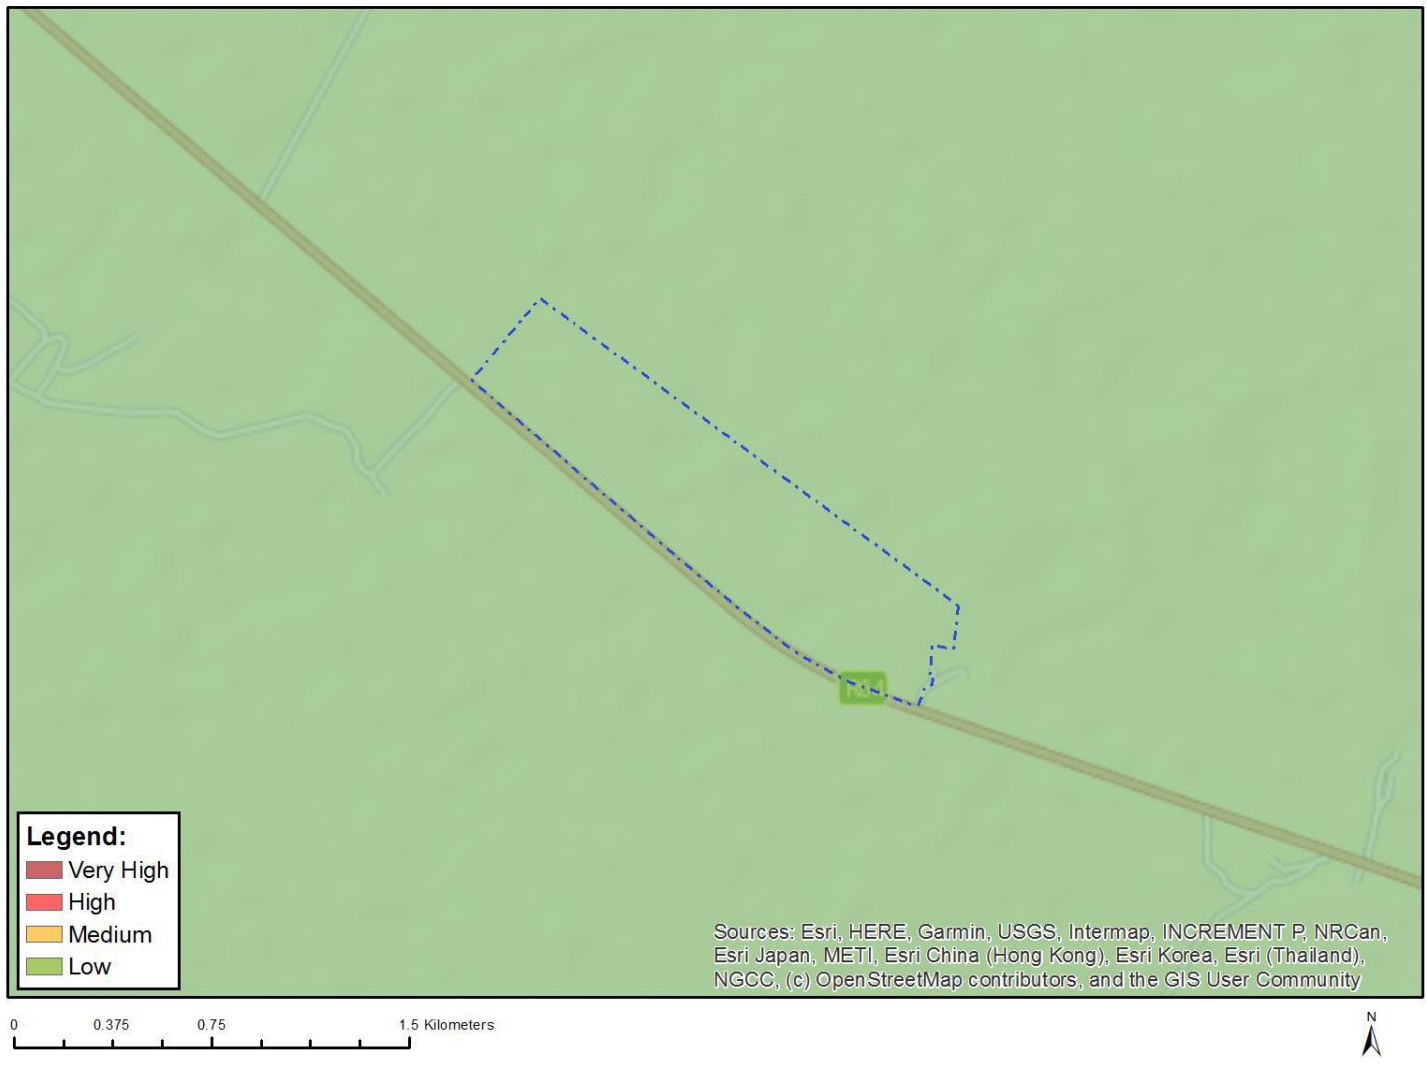 Legend:
Very High
High
Medium
Low
Sources: Esri, HERE, Garmin, USGS, Intermap, INCREMENT P, NRCan,
Esri Japan, METI, Esri China (Hong Kong), Esri Korea, Esri (Thailand),
NGCC, (c) OpenStreetMap contributors, and the GIS User Community
0 0.375 0.75 1.5 Kilometers
N